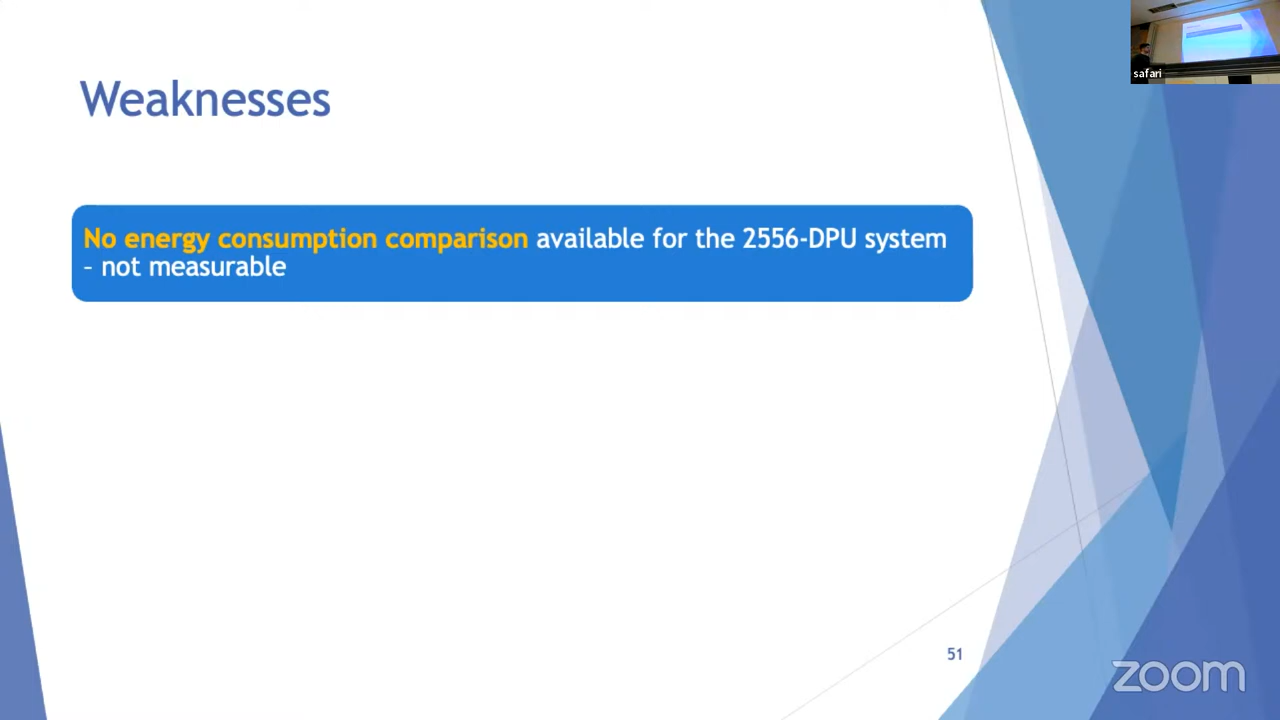 safari
Weaknesses
No energy consumption comparison available for the 2556-DPU system
– not measurable
51
zoom